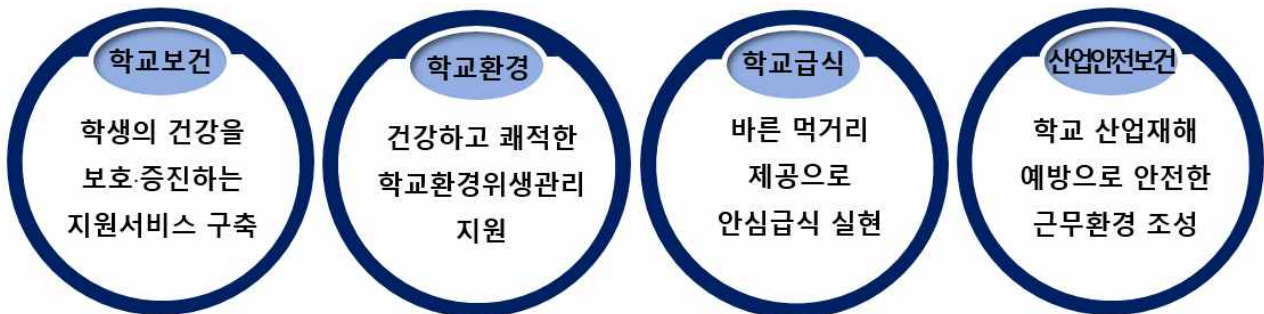 학교보건
학생의 건강을
보호·증진하는
지원서비스 구축
학교환경
건강하고 쾌적한
학교환경위생관리
지원
학교급식
바른 먹거리
제공으로
안심급식 실현
산업안전보건
학교 산업재해
예방으로 안전한
근무환경 조성